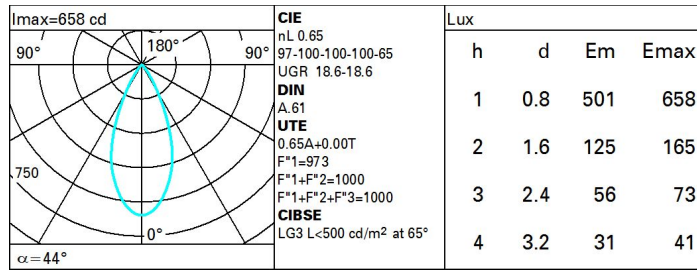 Imax=658 cd
90° 180° 90°
750
0°
α=44°
CIE
nL 0.65
97-100-100-100-65
UGR 18.6-18.6
DIN
A.61
UTE
0.65A+0.00T
F"1=973
F"1+F"2=1000
F"1+F"2+F"3=1000
CIBSE
LG3 L<500 cd/m² at 65°
Lux
h d Em Emax
1 0.8 501 658
2 1.6 125 165
3 2.4 56 73
4 3.2 31 41